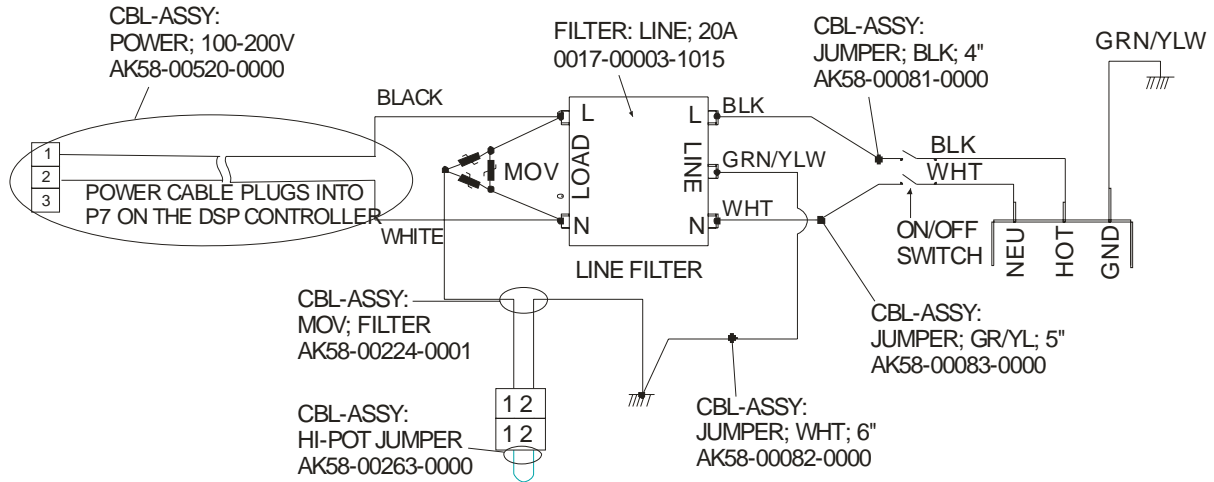 CBL-ASSY:
POWER; 100-200V
AK58-00520-0000
FILTER: LINE; 20A
0017-00003-1015
CBL-ASSY:
JUMPER; BLK; 4"
AK58-00081-0000
GRN/YLW
BLACK
L
L
BLK
LOAD
LINE
MOV
GRN/YLW
BLK
WHT
1
2
3
POWER CABLE PLUGS INTO
P7 ON THE DSP CONTROLLER
WHITE
N
N
WHT
ON/OFF
SWITCH
NEU
HOT
GND
LINE FILTER
CBL-ASSY:
MOV; FILTER
AK58-00224-0001
CBL-ASSY:
JUMPER; GR/YL; 5"
AK58-00083-0000
1 2
1 2
CBL-ASSY:
HI-POT JUMPER
AK58-00263-0000
CBL-ASSY:
JUMPER; WHT; 6"
AK58-00082-0000